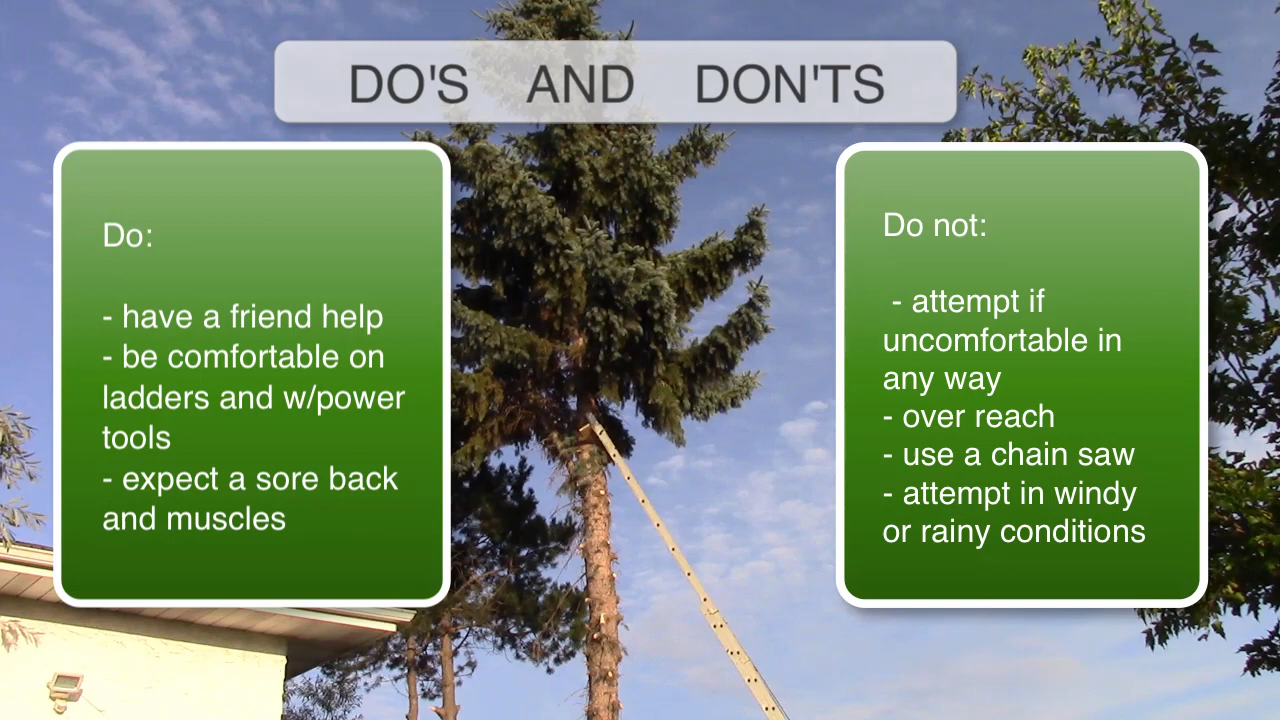 DO'S AND DON'TS
Do:
- have a friend help
- be comfortable on
ladders and w/power
tools
- expect a sore back
and muscles
Do not:
- attempt if
uncomfortable in
any way
- over reach
- use a chain saw
- attempt in windy
or rainy conditions